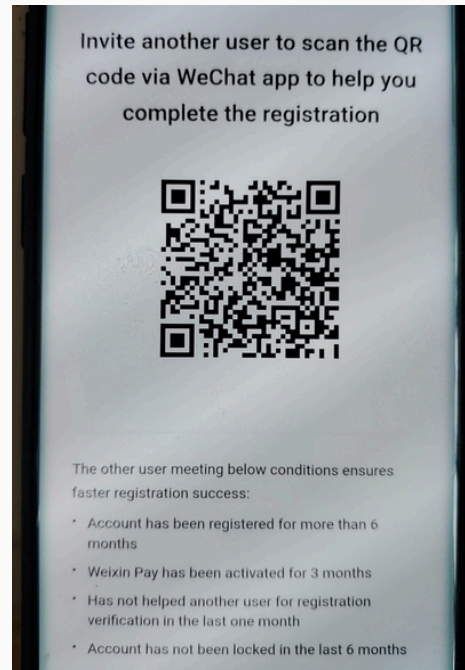 Invite another user to scan the QR
code via WeChat app to help you
complete the registration
The other user meeting below conditions ensures
faster registration success:
• Account has been registered for more than 6
months
• Weixin Pay has been activated for 3 months
• Has not helped another user for registration
verification in the last one month
• Account has not been locked in the last 6 months